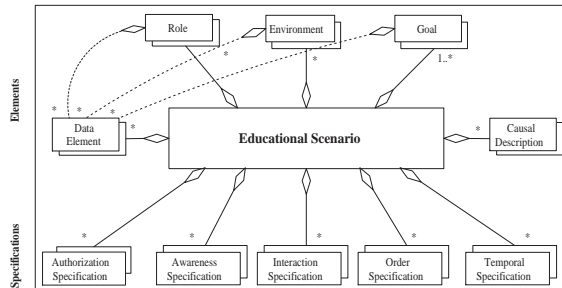 Role
Environment
Goal
*
*
1..*
Elements
*
*
*
Data
Element
*
Educational Scenario
*
Causal
Description
Specifications
*
*
*
*
*
Authorization
Specification
Awareness
Specification
Interaction
Specification
Order
Specification
Temporal
Specification